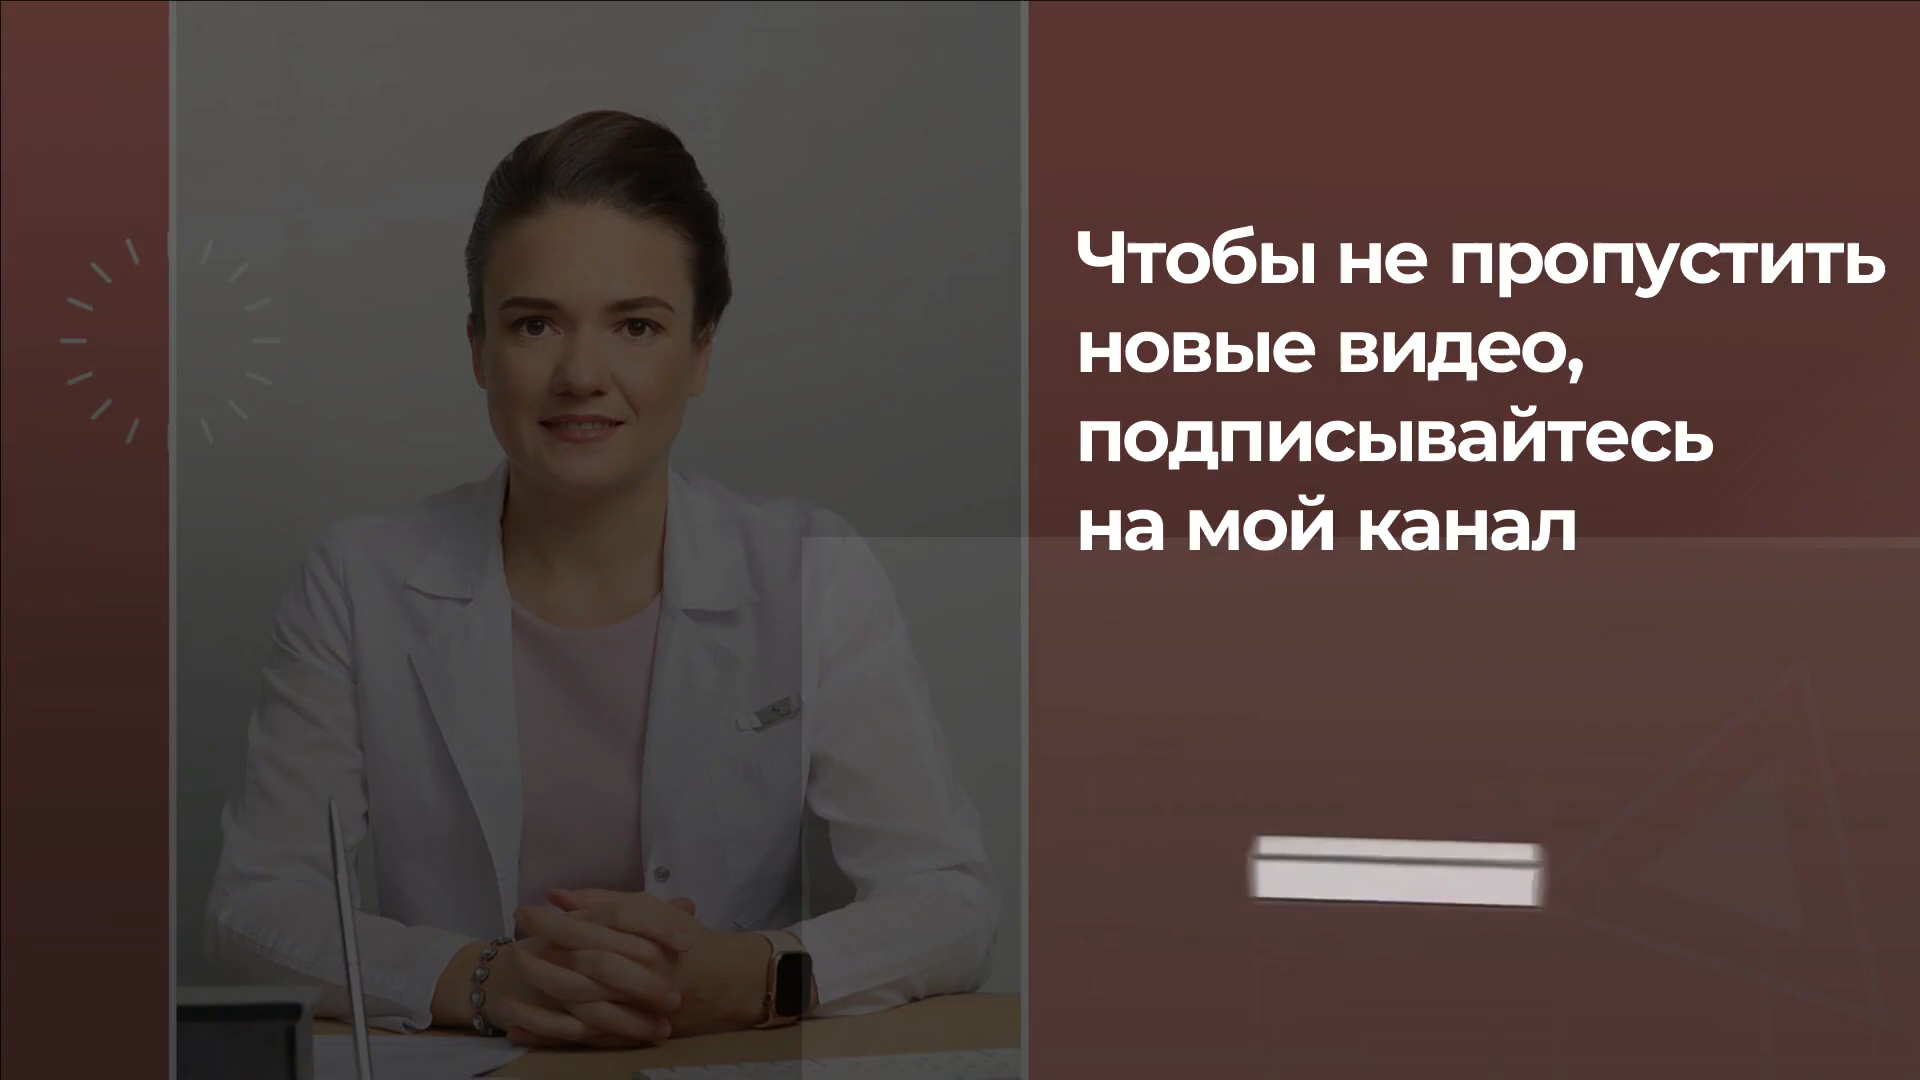 Чтобы не пропустить
новые видео,
подписывайтесь
на мой канал